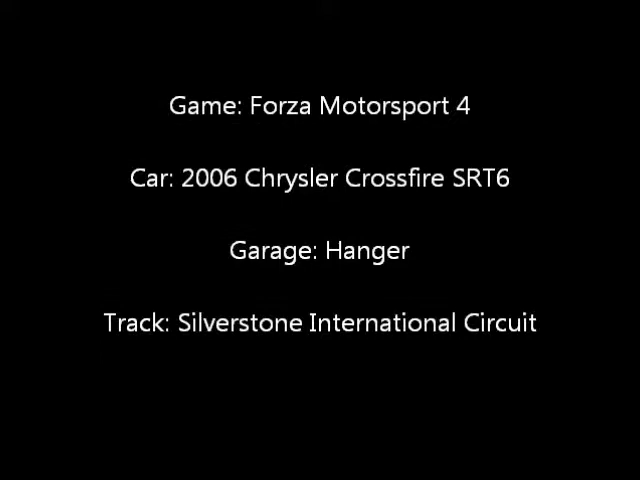 Game: Forza Motorsport 4
Car: 2006 Chrysler Crossfire SRT6
Garage: Hanger
Track: Silverstone International Circuit